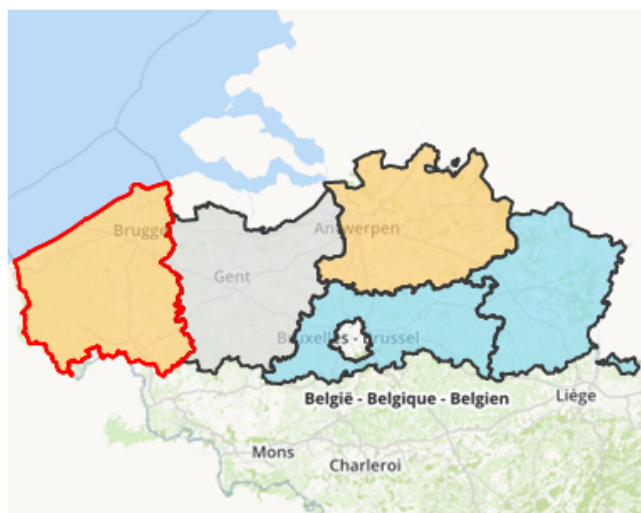 Brugge
Antwerpen
Gent
Bruxelles - Brussel
België - Belgique - Belgien
Liège
Mons
Charleroi